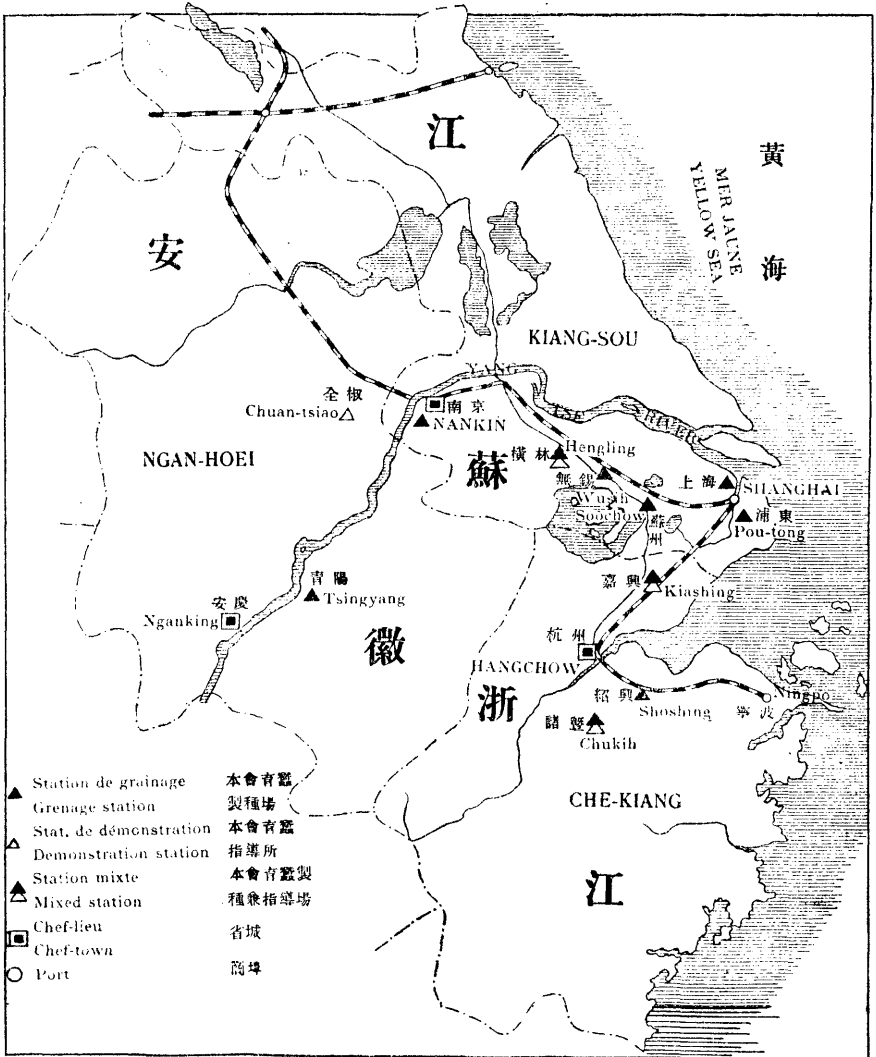 江
黃
海
MER JAUNE
YELLOW SEA
安
KIANG-SOU
YANG
TSE
RIVER
全椒
Chuan-tsiao
南京
NANKIN
NGAN-HOEI
蘇
橫林
Hengling
無錫
Wusih
Soochow
蘇州
上海
SHANGHAI
浦東
Pou-tong
嘉興
Kiashing
青陽
Tsingyang
安慶
Nganking
徽
杭州
HANGCHOW
浙
紹興
Shoshing
Ningpo
寧波
諸暨
Chukih
CHE-KIANG
江
Station de grainage 本會育蠶
Grenage station 製種場
Stat. de démonstration 本會育蠶
Demonstration station 指導所
Station mixte 本會育蠶製
Mixed station 種兼指導場
Chef-lieu 省城
Chef-town
Port 商埠